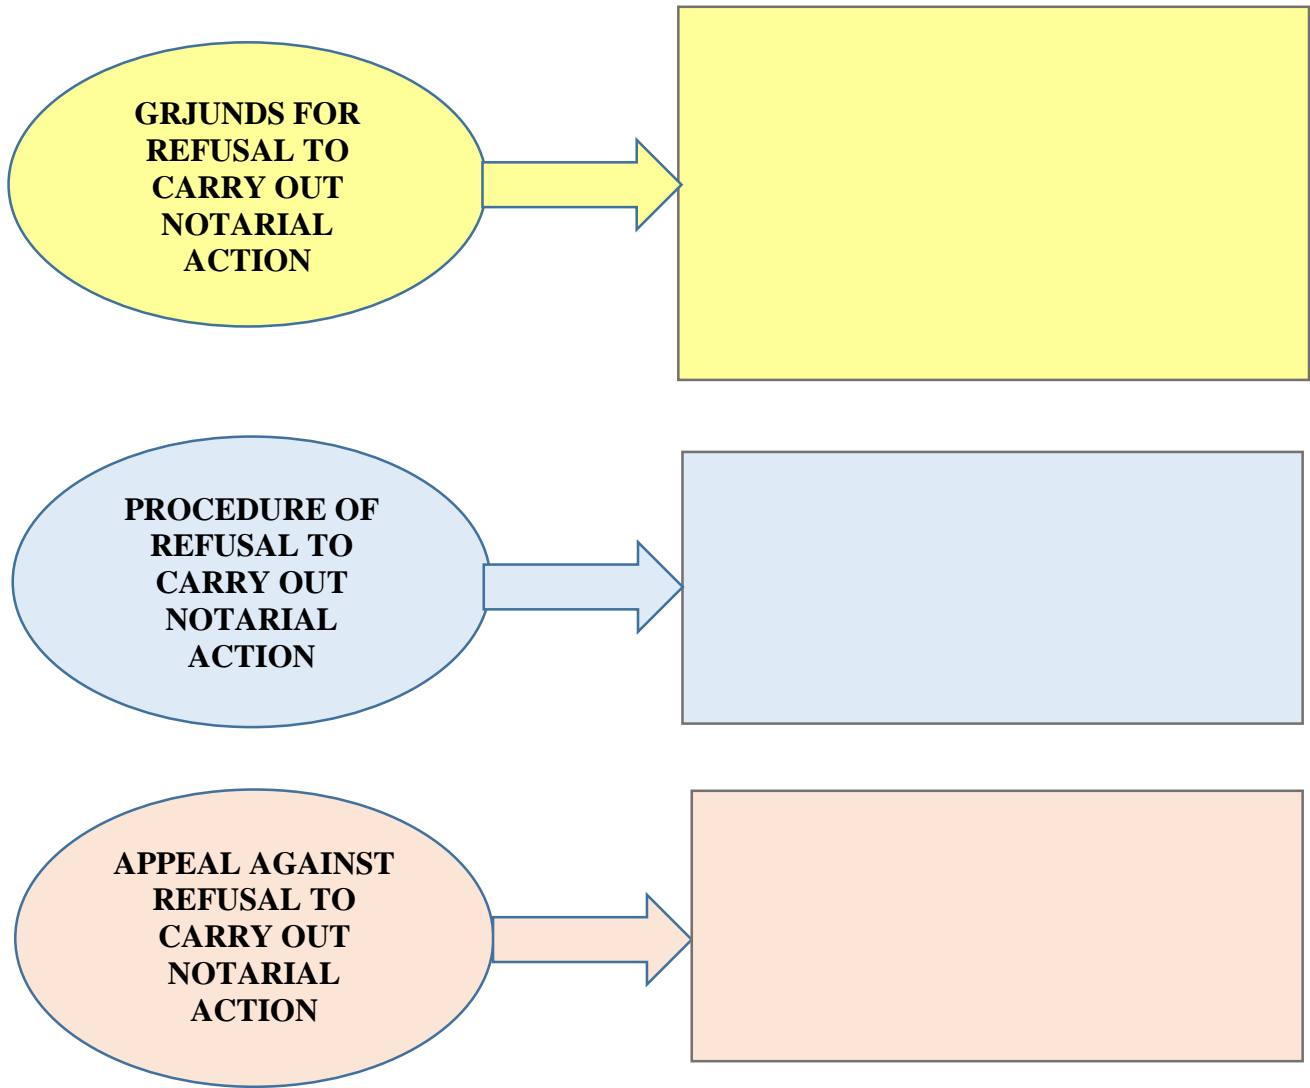 GRJUNDS FOR
REFUSAL TO
CARRY OUT
NOTARIAL
ACTION
PROCEDURE OF
REFUSAL TO
CARRY OUT
NOTARIAL
ACTION
APPEAL AGAINST
REFUSAL TO
CARRY OUT
NOTARIAL
ACTION